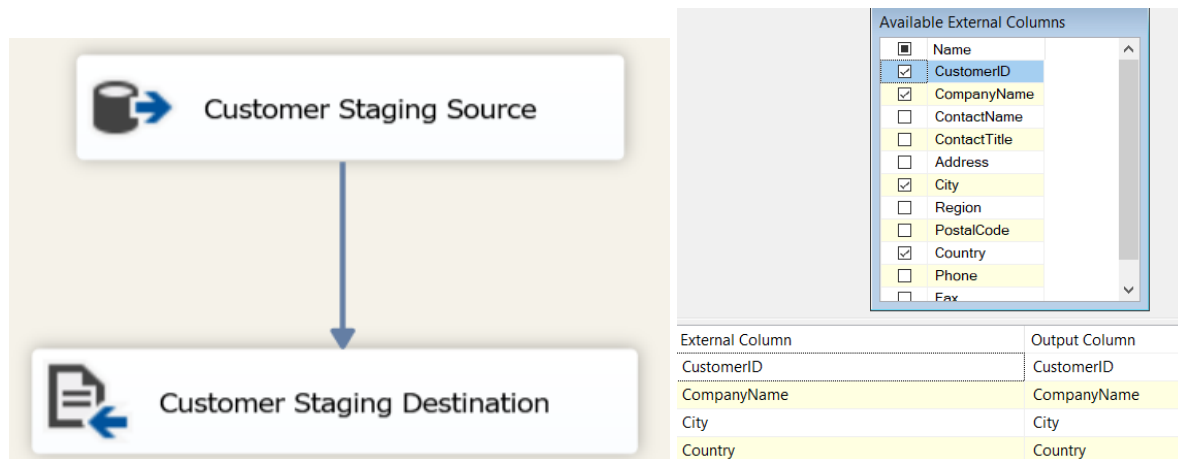 Customer Staging Source
Customer Staging Destination
Available External Columns
Name
CustomerID
CompanyName
ContactName
ContactTitle
Address
City
Region
PostalCode
Country
Phone
Fax
External Column Output Column
CustomerID CustomerID
CompanyName CompanyName
City City
Country Country